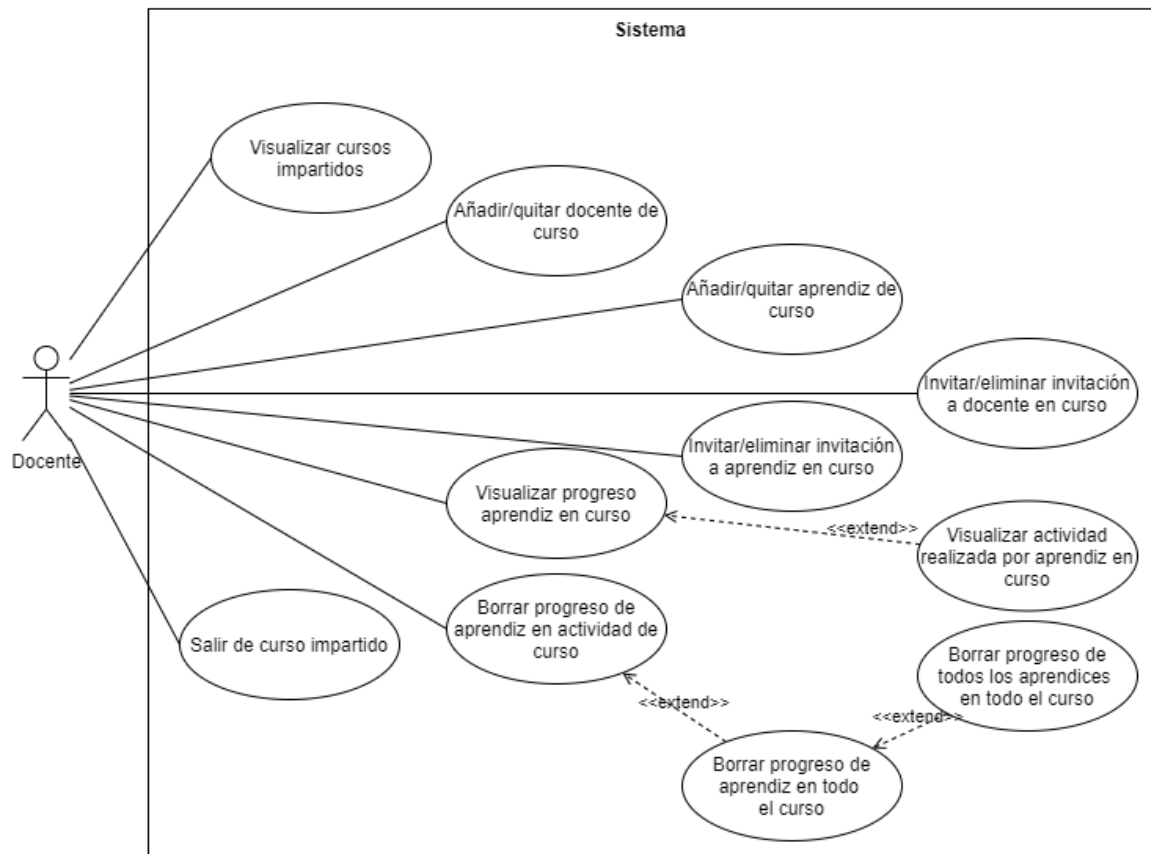 Sistema
Visualizar cursos
impartidos
Añadir/quitar docente de
curso
Añadir/quitar aprendiz de
curso
Invitar/eliminar invitación
a docente en curso
Docente
Invitar/eliminar invitación
a aprendiz en curso
Visualizar progreso
aprendiz en curso
<<extend>>
Visualizar actividad
realizada por aprendiz en
curso
Borrar progreso de
aprendiz en actividad de
curso
Salir de curso impartido
Borrar progreso de
todos los aprendices
en todo el curso
<<extend>>
<<extend>>
Borrar progreso de
aprendiz en todo
el curso